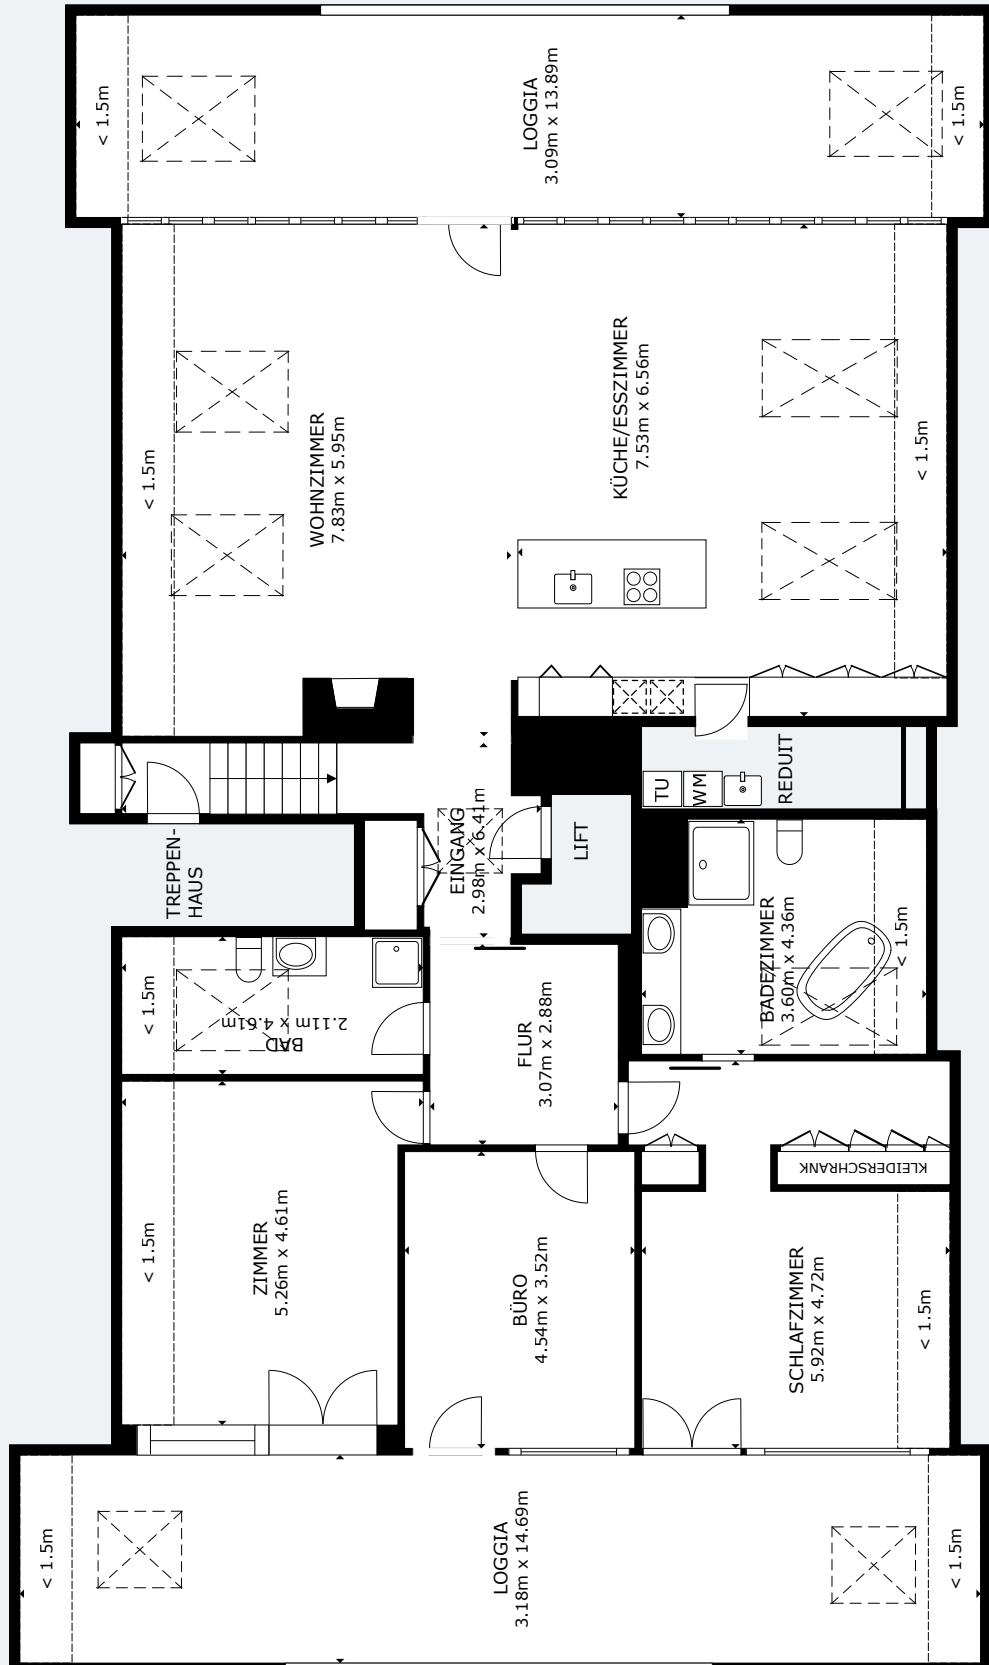 < 1.5m
LOGGIA
3.09m x 13.89m
< 1.5m
< 1.5m
WOHNZIMMER
7.83m x 5.95m
KÜCHE/ESSZIMMER
7.53m x 6.56m
< 1.5m
TREPPEN-
HAUS
EINGANG
2.98m x 6.41m
LIFT
TU
WM
REDUIT
< 1.5m
BAD
2.11m x 4.61m
FLUR
3.07m x 2.88m
BADEZIMMER
3.60m x 4.36m
< 1.5m
KLEIDERSCHRANK
< 1.5m
ZIMMER
5.26m x 4.61m
BÜRO
4.54m x 3.52m
SCHLAFZIMMER
5.92m x 4.72m
< 1.5m
< 1.5m
LOGGIA
3.18m x 14.69m
< 1.5m